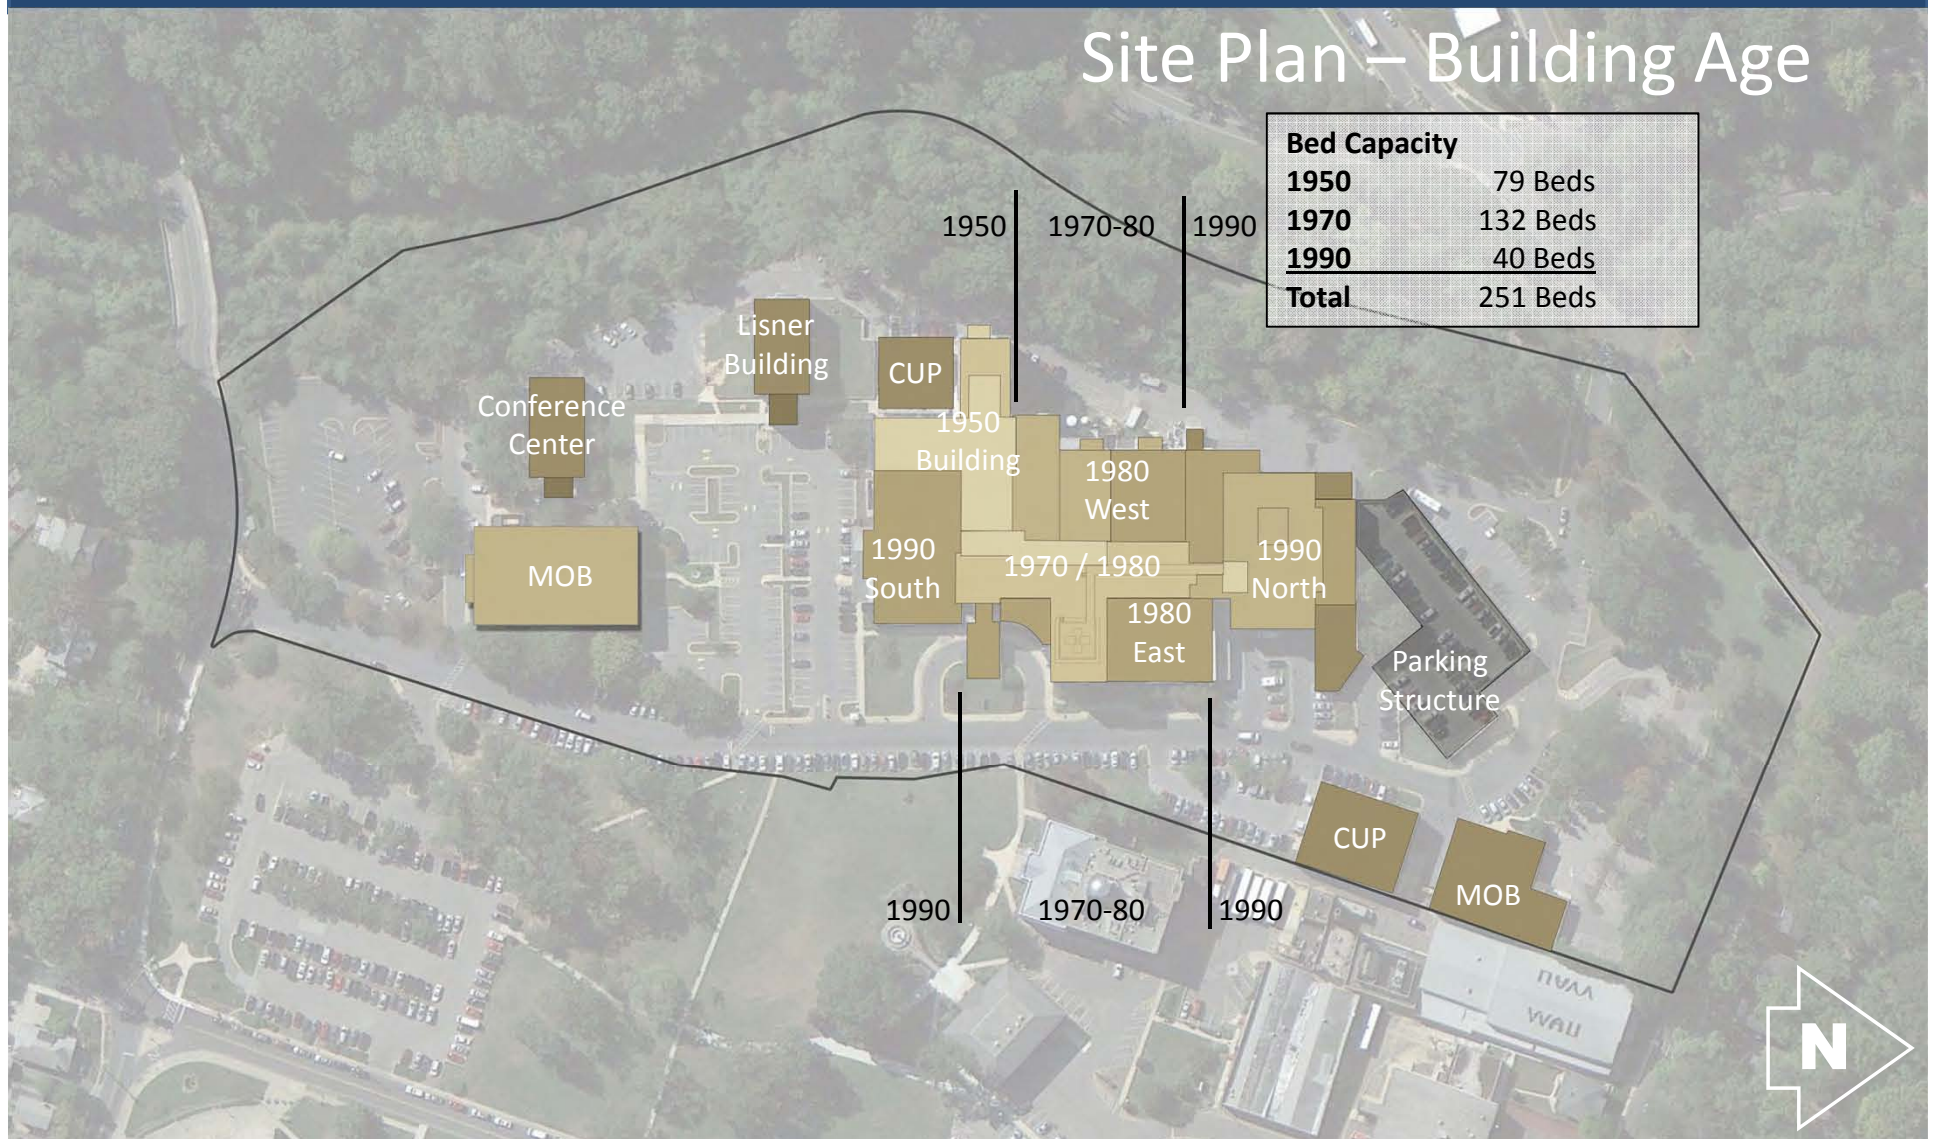 Site Plan – Building Age
Bed Capacity
1950 79 Beds
1970 132 Beds
1990 40 Beds
Total 251 Beds
1950 1970-80 1990
Lisner
Building
CUP
Conference
Center
1950
Building
1980
West
MOB
1990
South
1970 / 1980
1990
North
1980
East
Parking
Structure
CUP
MOB
1990 1970-80 1990
WAU
WAU
N